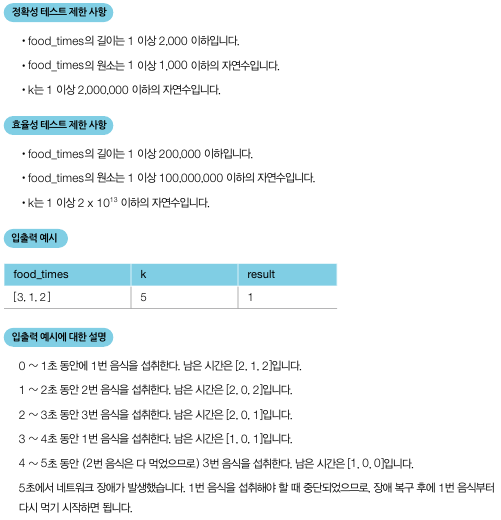 정확성 테스트 제한 사항
• food_times의 길이는 1 이상 2,000 이하입니다.
• food_times의 원소는 1 이상 1,000 이하의 자연수입니다.
• k는 1 이상 2,000,000 이하의 자연수입니다.
효율성 테스트 제한 사항
• food_times의 길이는 1 이상 200,000 이하입니다.
• food_times의 원소는 1 이상 100,000,000 이하의 자연수입니다.
• k는 1 이상 2 x 10¹³ 이하의 자연수입니다.
입출력 예시
food_times k result
[3, 1, 2] 5 1
입출력 예시에 대한 설명
0 ~ 1초 동안에 1번 음식을 섭취한다. 남은 시간은 [2, 1, 2]입니다.
1 ~ 2초 동안 2번 음식을 섭취한다. 남은 시간은 [2, 0, 2]입니다.
2 ~ 3초 동안 3번 음식을 섭취한다. 남은 시간은 [2, 0, 1]입니다.
3 ~ 4초 동안 1번 음식을 섭취한다. 남은 시간은 [1, 0, 1]입니다.
4 ~ 5초 동안 (2번 음식은 다 먹었으므로) 3번 음식을 섭취한다. 남은 시간은 [1, 0, 0]입니다.
5초에서 네트워크 장애가 발생했습니다. 1번 음식을 섭취해야 할 때 중단되었으므로, 장애 복구 후에 1번 음식부터
다시 먹기 시작하면 됩니다.